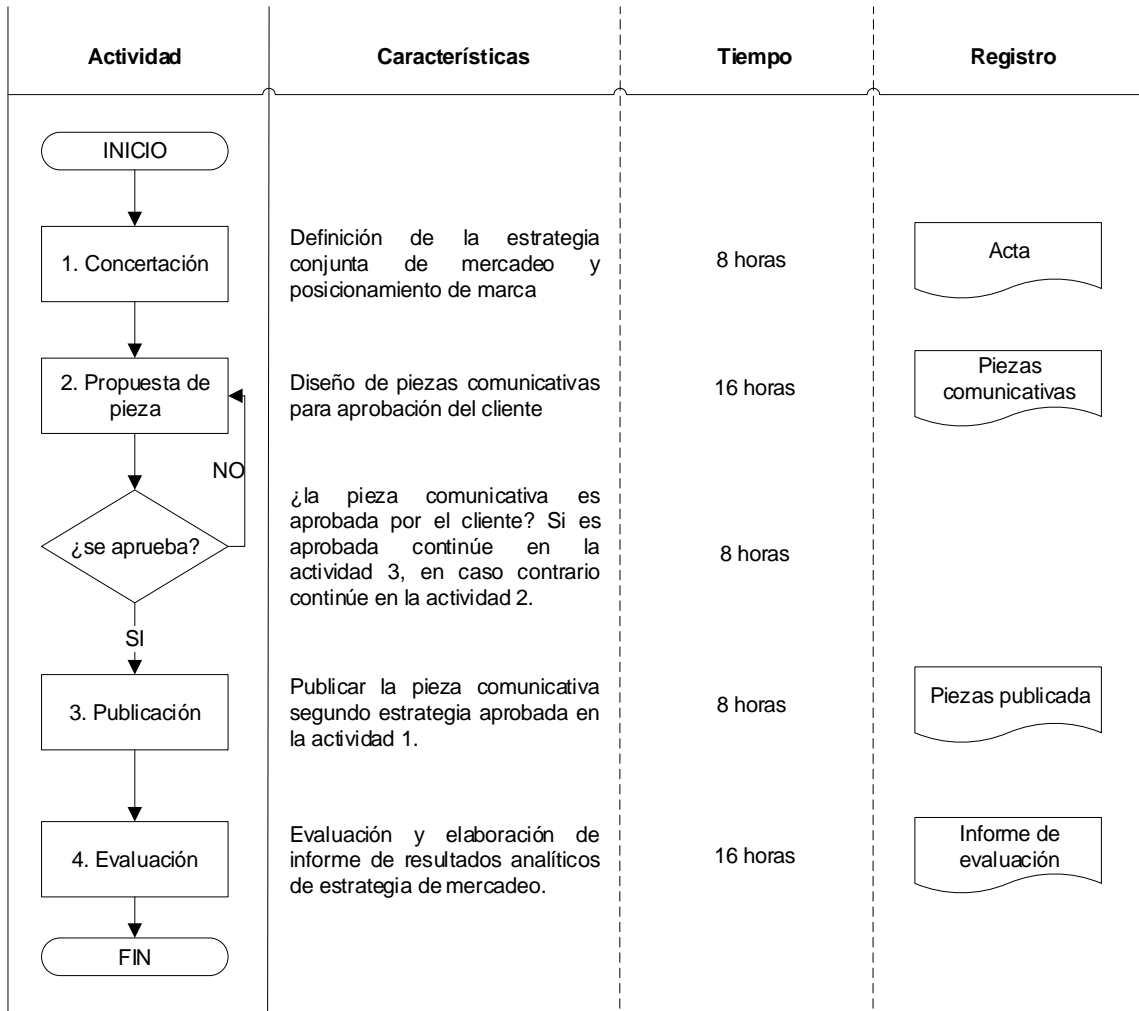 Actividad
Características
Tiempo
Registro
INICIO
1. Concertación
Definición de la estrategia
conjunta de mercadeo y
posicionamiento de marca
8 horas
Acta
2. Propuesta de
pieza
Diseño de piezas comunicativas
para aprobación del cliente
16 horas
Piezas
comunicativas
NO
¿se aprueba?
¿la pieza comunicativa es
aprobada por el cliente? Si es
aprobada continúe en la
actividad 3, en caso contrario
continúe en la actividad 2.
8 horas
SI
3. Publicación
Publicar la pieza comunicativa
segundo estrategia aprobada en
la actividad 1.
8 horas
Piezas publicada
4. Evaluación
Evaluación y elaboración de
informe de resultados analíticos
de estrategia de mercadeo.
16 horas
Informe de
evaluación
FIN